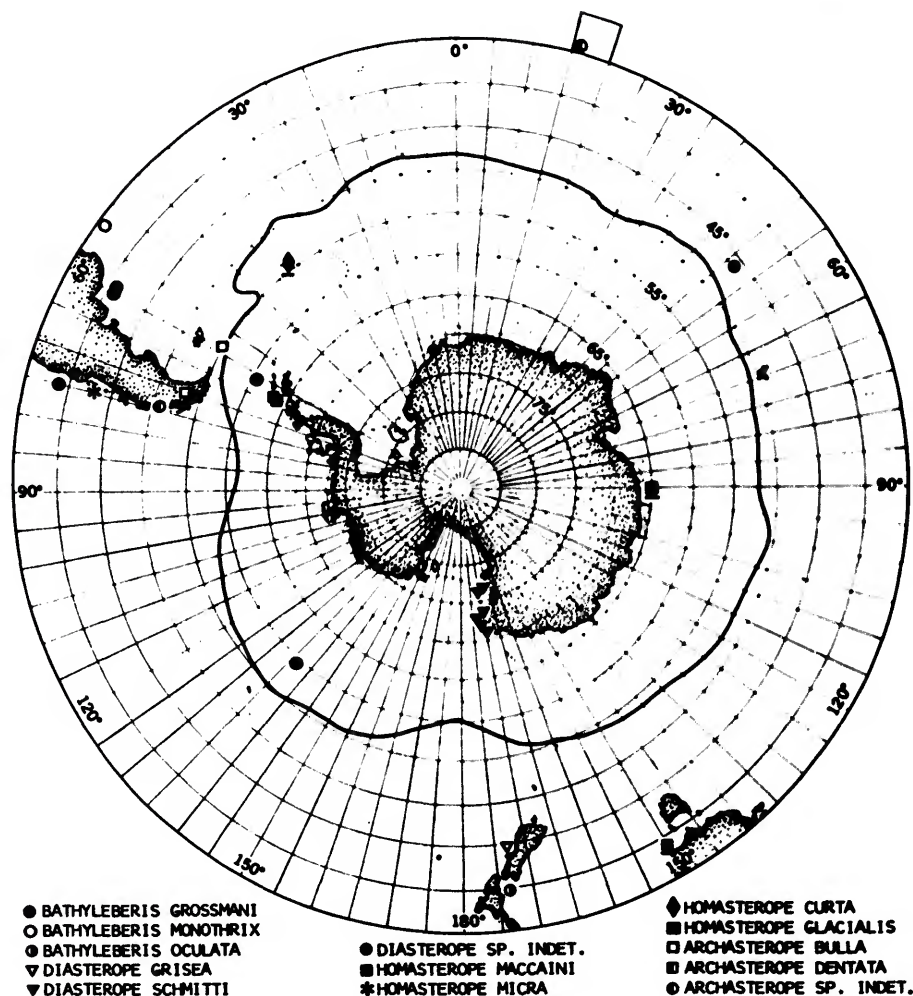 0°
30°
30°
45°
60°
60°
55°
65°
75
90°
90°
120°
120°
150°
150°
180°
● BATHYLEBERIS GROSSMANI
○ BATHYLEBERIS MONOTHRIX
◑ BATHYLEBERIS OCULATA
▽ DIASTEROPE GRISEA
▼ DIASTEROPE SCHMITTI
● DIASTEROPE SP. INDET.
■ HOMASTEROPE MACCAINI
✱ HOMASTEROPE MICRA
♦ HOMASTEROPE CURTA
■ HOMASTEROPE GLACIALIS
□ ARCHASTEROPE BULLA
◫ ARCHASTEROPE DENTATA
◐ ARCHASTEROPE SP. INDET.